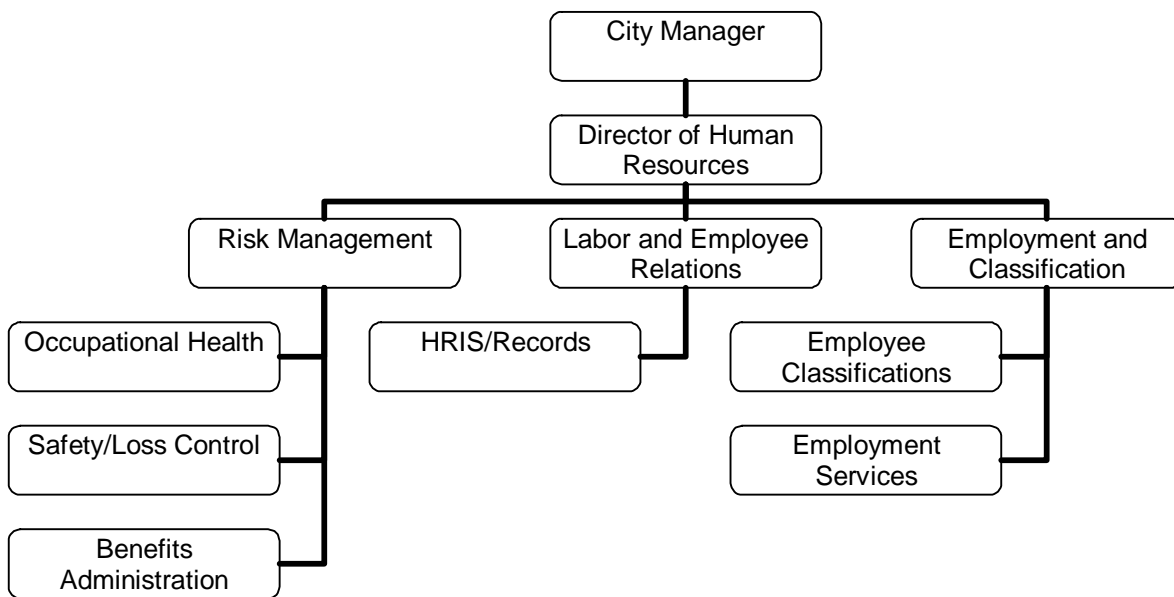 City Manager
Director of Human
Resources
Risk Management
Labor and Employee
Relations
Employment and
Classification
Occupational Health
HRIS/Records
Employee
Classifications
Safety/Loss Control
Employment
Services
Benefits
Administration